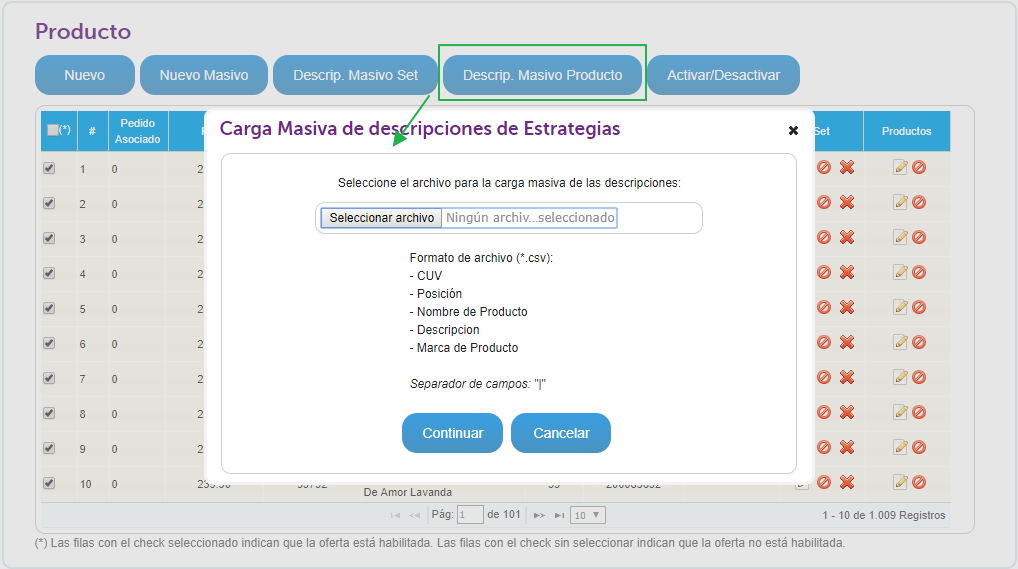 Producto
Nuevo Nuevo Masivo Descrip. Masivo Set Descrip. Masivo Producto Activar/Desactivar
(*) # Pedido Asociado Set Productos
Carga Masiva de descripciones de Estrategias
Seleccione el archivo para la carga masiva de las descripciones:
Seleccionar archivo Ningún archiv...seleccionado
Formato de archivo (*.csv):
- CUV
- Posición
- Nombre de Producto
- Descripcion
- Marca de Producto
Separador de campos: "|"
Continuar Cancelar
1 0 2
2 0 2
3 0 2
4 0 2
5 0 2
6 0 2
7 0 2
8 0 2
9 0 2
10 0
De Amor Lavanda
Pág: 1 de 101 10
1 - 10 de 1.009 Registros
(*) Las filas con el check seleccionado indican que la oferta está habilitada. Las filas con el check sin seleccionar indican que la oferta no está habilitada.